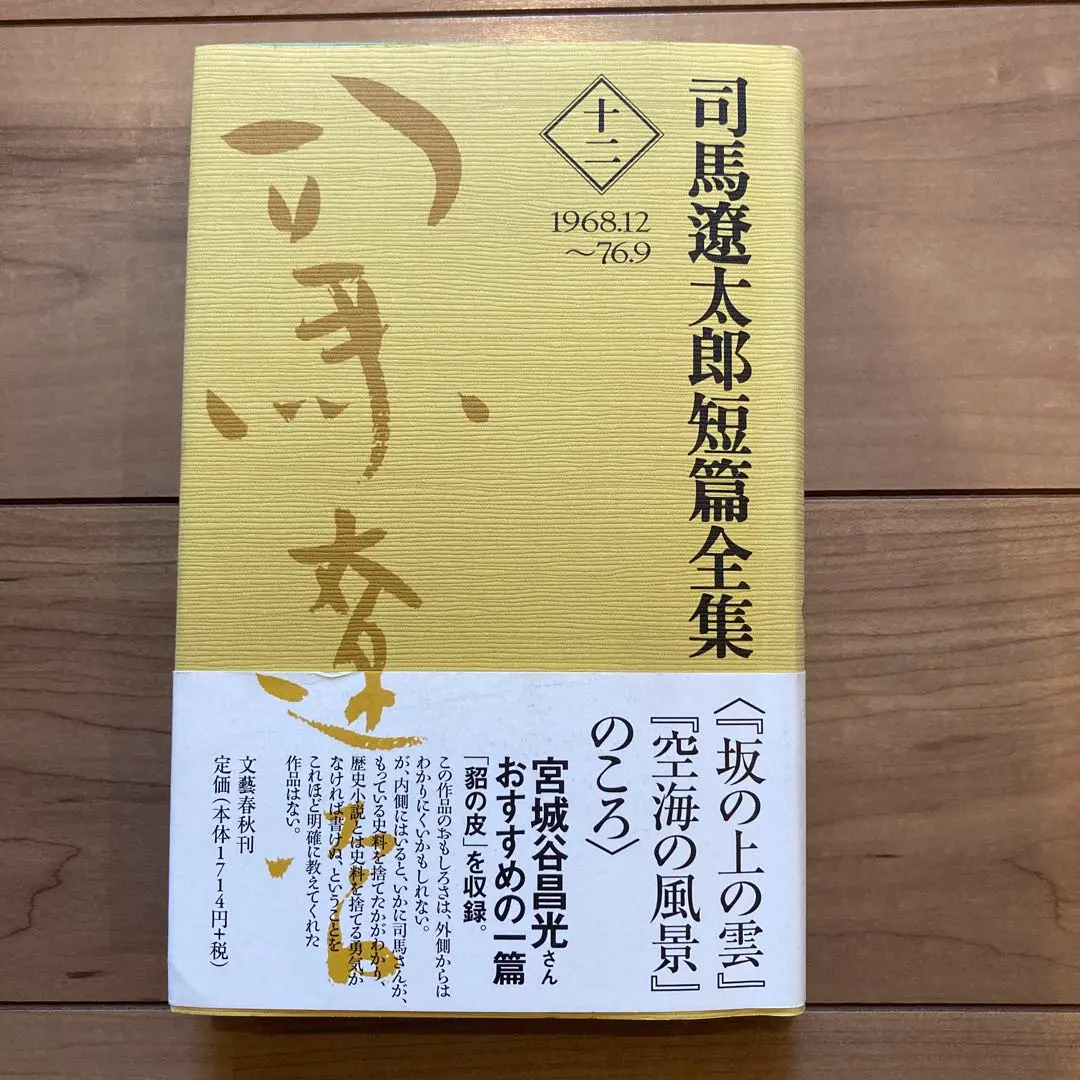 司馬遼太郎短篇全集
十二
1968.12
〜76.9
司馬遼太郎
〈『坂の上の雲』
『空海の風景』
のころ〉
宮城谷昌光さん
おすすめの一篇
「貂の皮」を収録。
この作品のおもしろさは、外側からは
わかりにくいかもしれない。
が、内側にはいると、いかに司馬さんが、
もっている史料を捨てたかがわかり、
歴史小説とは史料を捨てる勇気が
なければ書けぬ、ということを
これほど明確に教えてくれた
作品はない。
文藝春秋刊
定価(本体1714円+税)